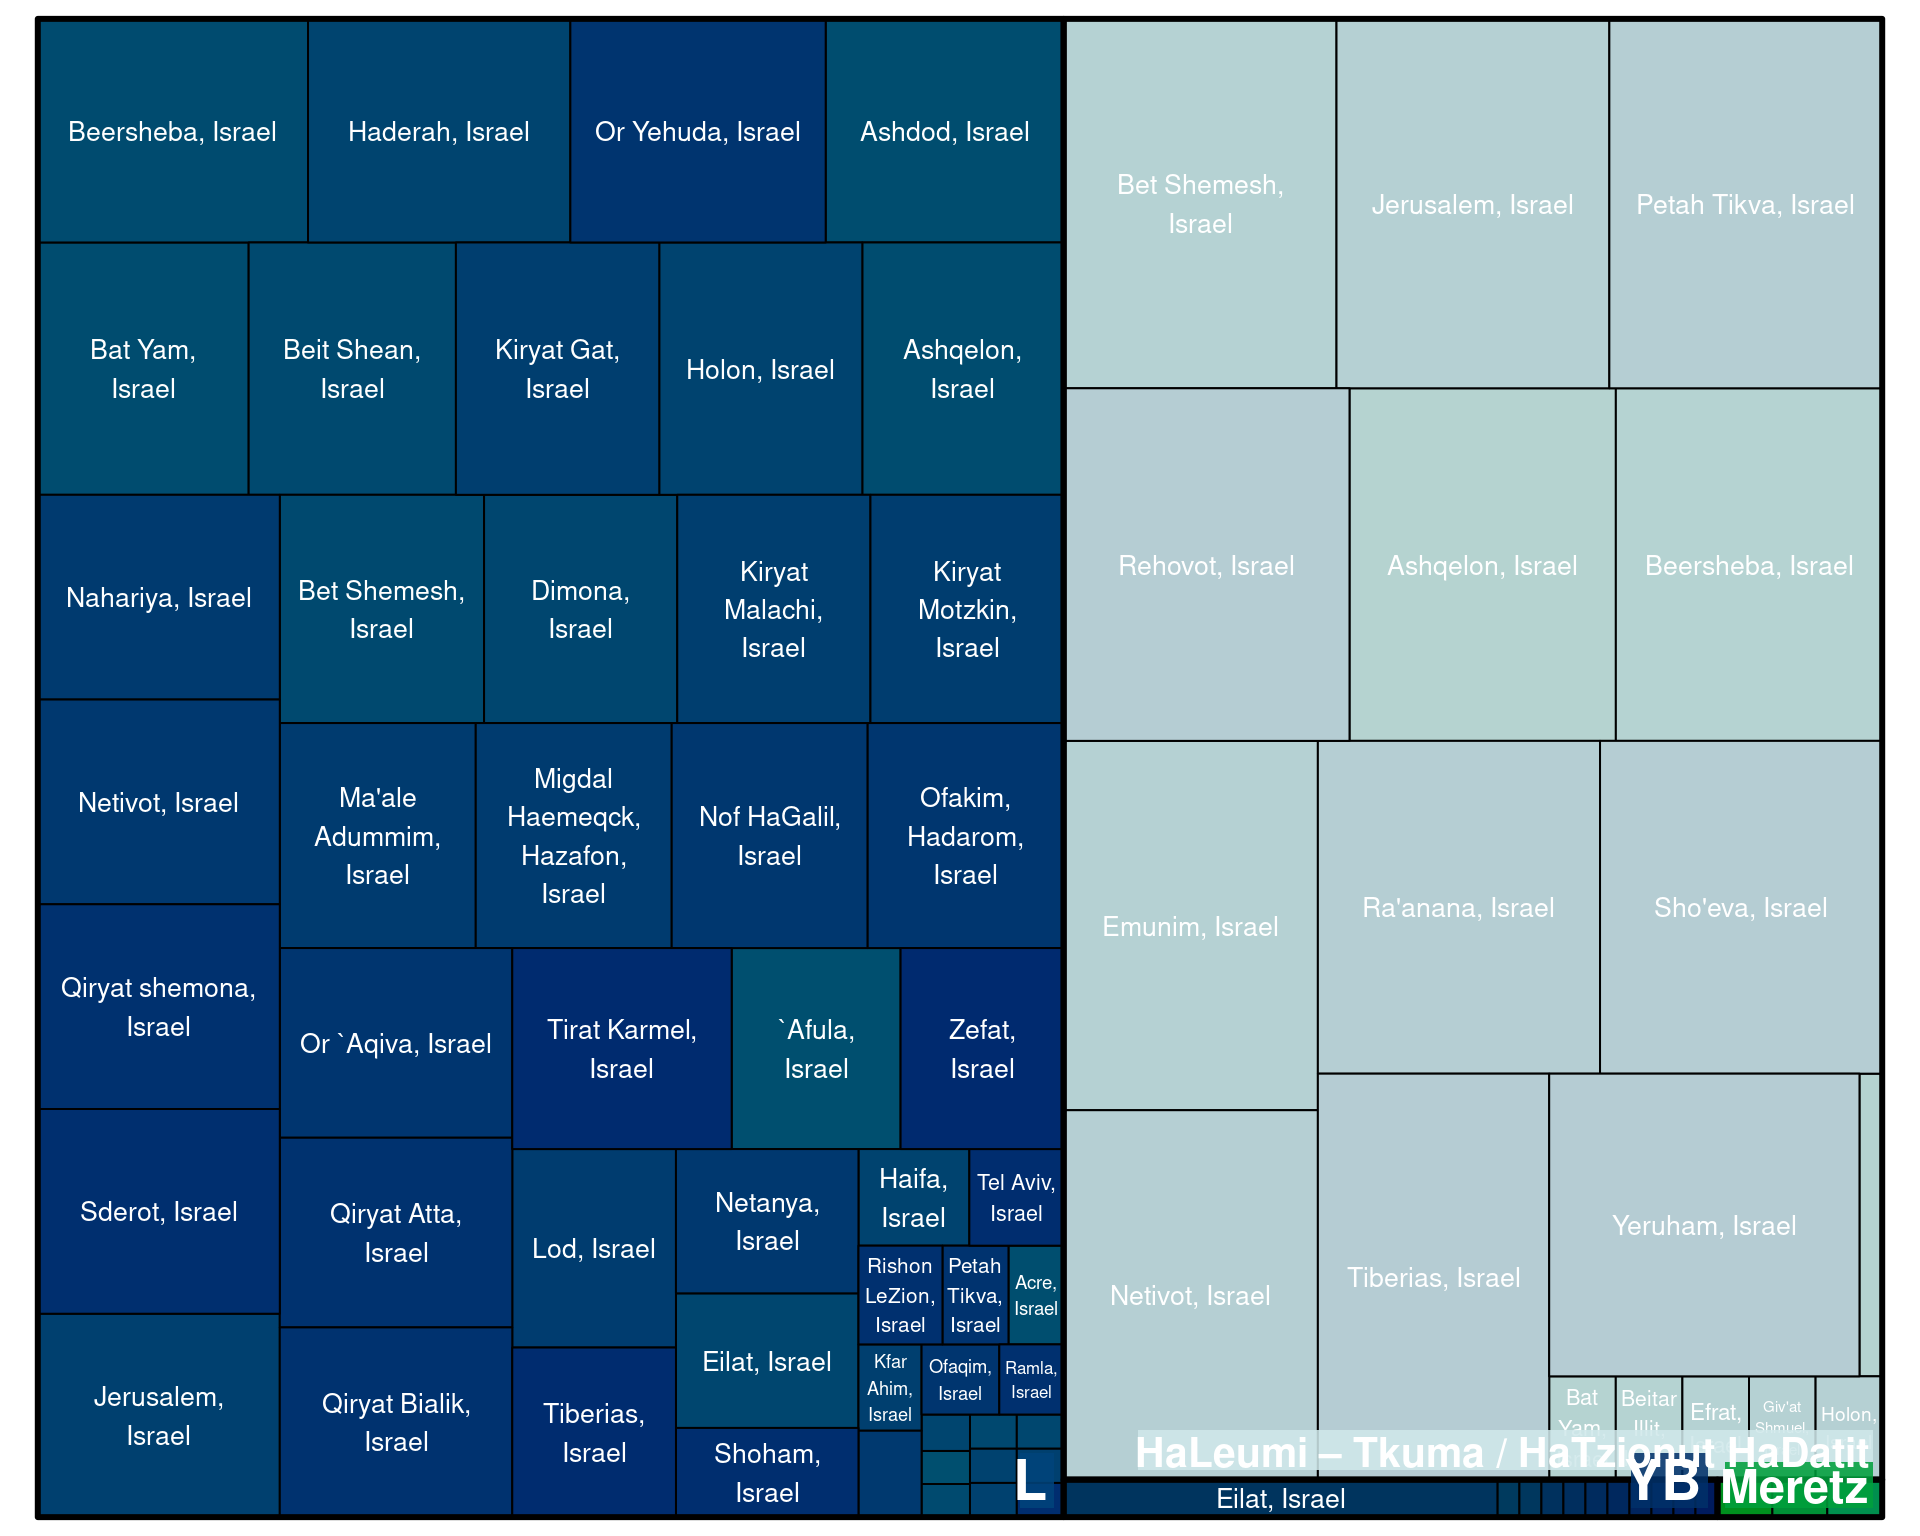 Beersheba, Israel
Haderah, Israel
Or Yehuda, Israel
Ashdod, Israel
Bat Yam,
Israel
Beit Shean,
Israel
Kiryat Gat,
Israel
Holon, Israel
Ashqelon,
Israel
Nahariya, Israel
Bet Shemesh,
Israel
Dimona,
Israel
Kiryat
Malachi,
Israel
Kiryat
Motzkin,
Israel
Netivot, Israel
Ma'ale
Adummim,
Israel
Migdal
Haemeqck,
Hazafon,
Israel
Nof HaGalil,
Israel
Ofakim,
Hadarom,
Israel
Qiryat shemona,
Israel
Or `Aqiva, Israel
Tirat Karmel,
Israel
`Afula,
Israel
Zefat,
Israel
Sderot, Israel
Qiryat Atta,
Israel
Lod, Israel
Netanya,
Israel
Haifa,
Israel
Tel Aviv,
Israel
Rishon
LeZion,
Israel
Petah
Tikva,
Israel
Acre,
Israel
Jerusalem,
Israel
Qiryat Bialik,
Israel
Tiberias,
Israel
Eilat, Israel
Shoham,
Israel
Kfar
Ahim,
Israel
Ofaqim,
Israel
Ramla,
Israel
L
Bet Shemesh,
Israel
Jerusalem, Israel
Petah Tikva, Israel
Rehovot, Israel
Ashqelon, Israel
Beersheba, Israel
Emunim, Israel
Ra'anana, Israel
Sho'eva, Israel
Netivot, Israel
Tiberias, Israel
Yeruham, Israel
Bat
Yam,
Beitar
Illit,
Efrat,
Giv'at
Shmuel,
Holon,
HaLeumi – Tkuma / HaTzionut HaDatit
Eilat, Israel
YB
Meretz